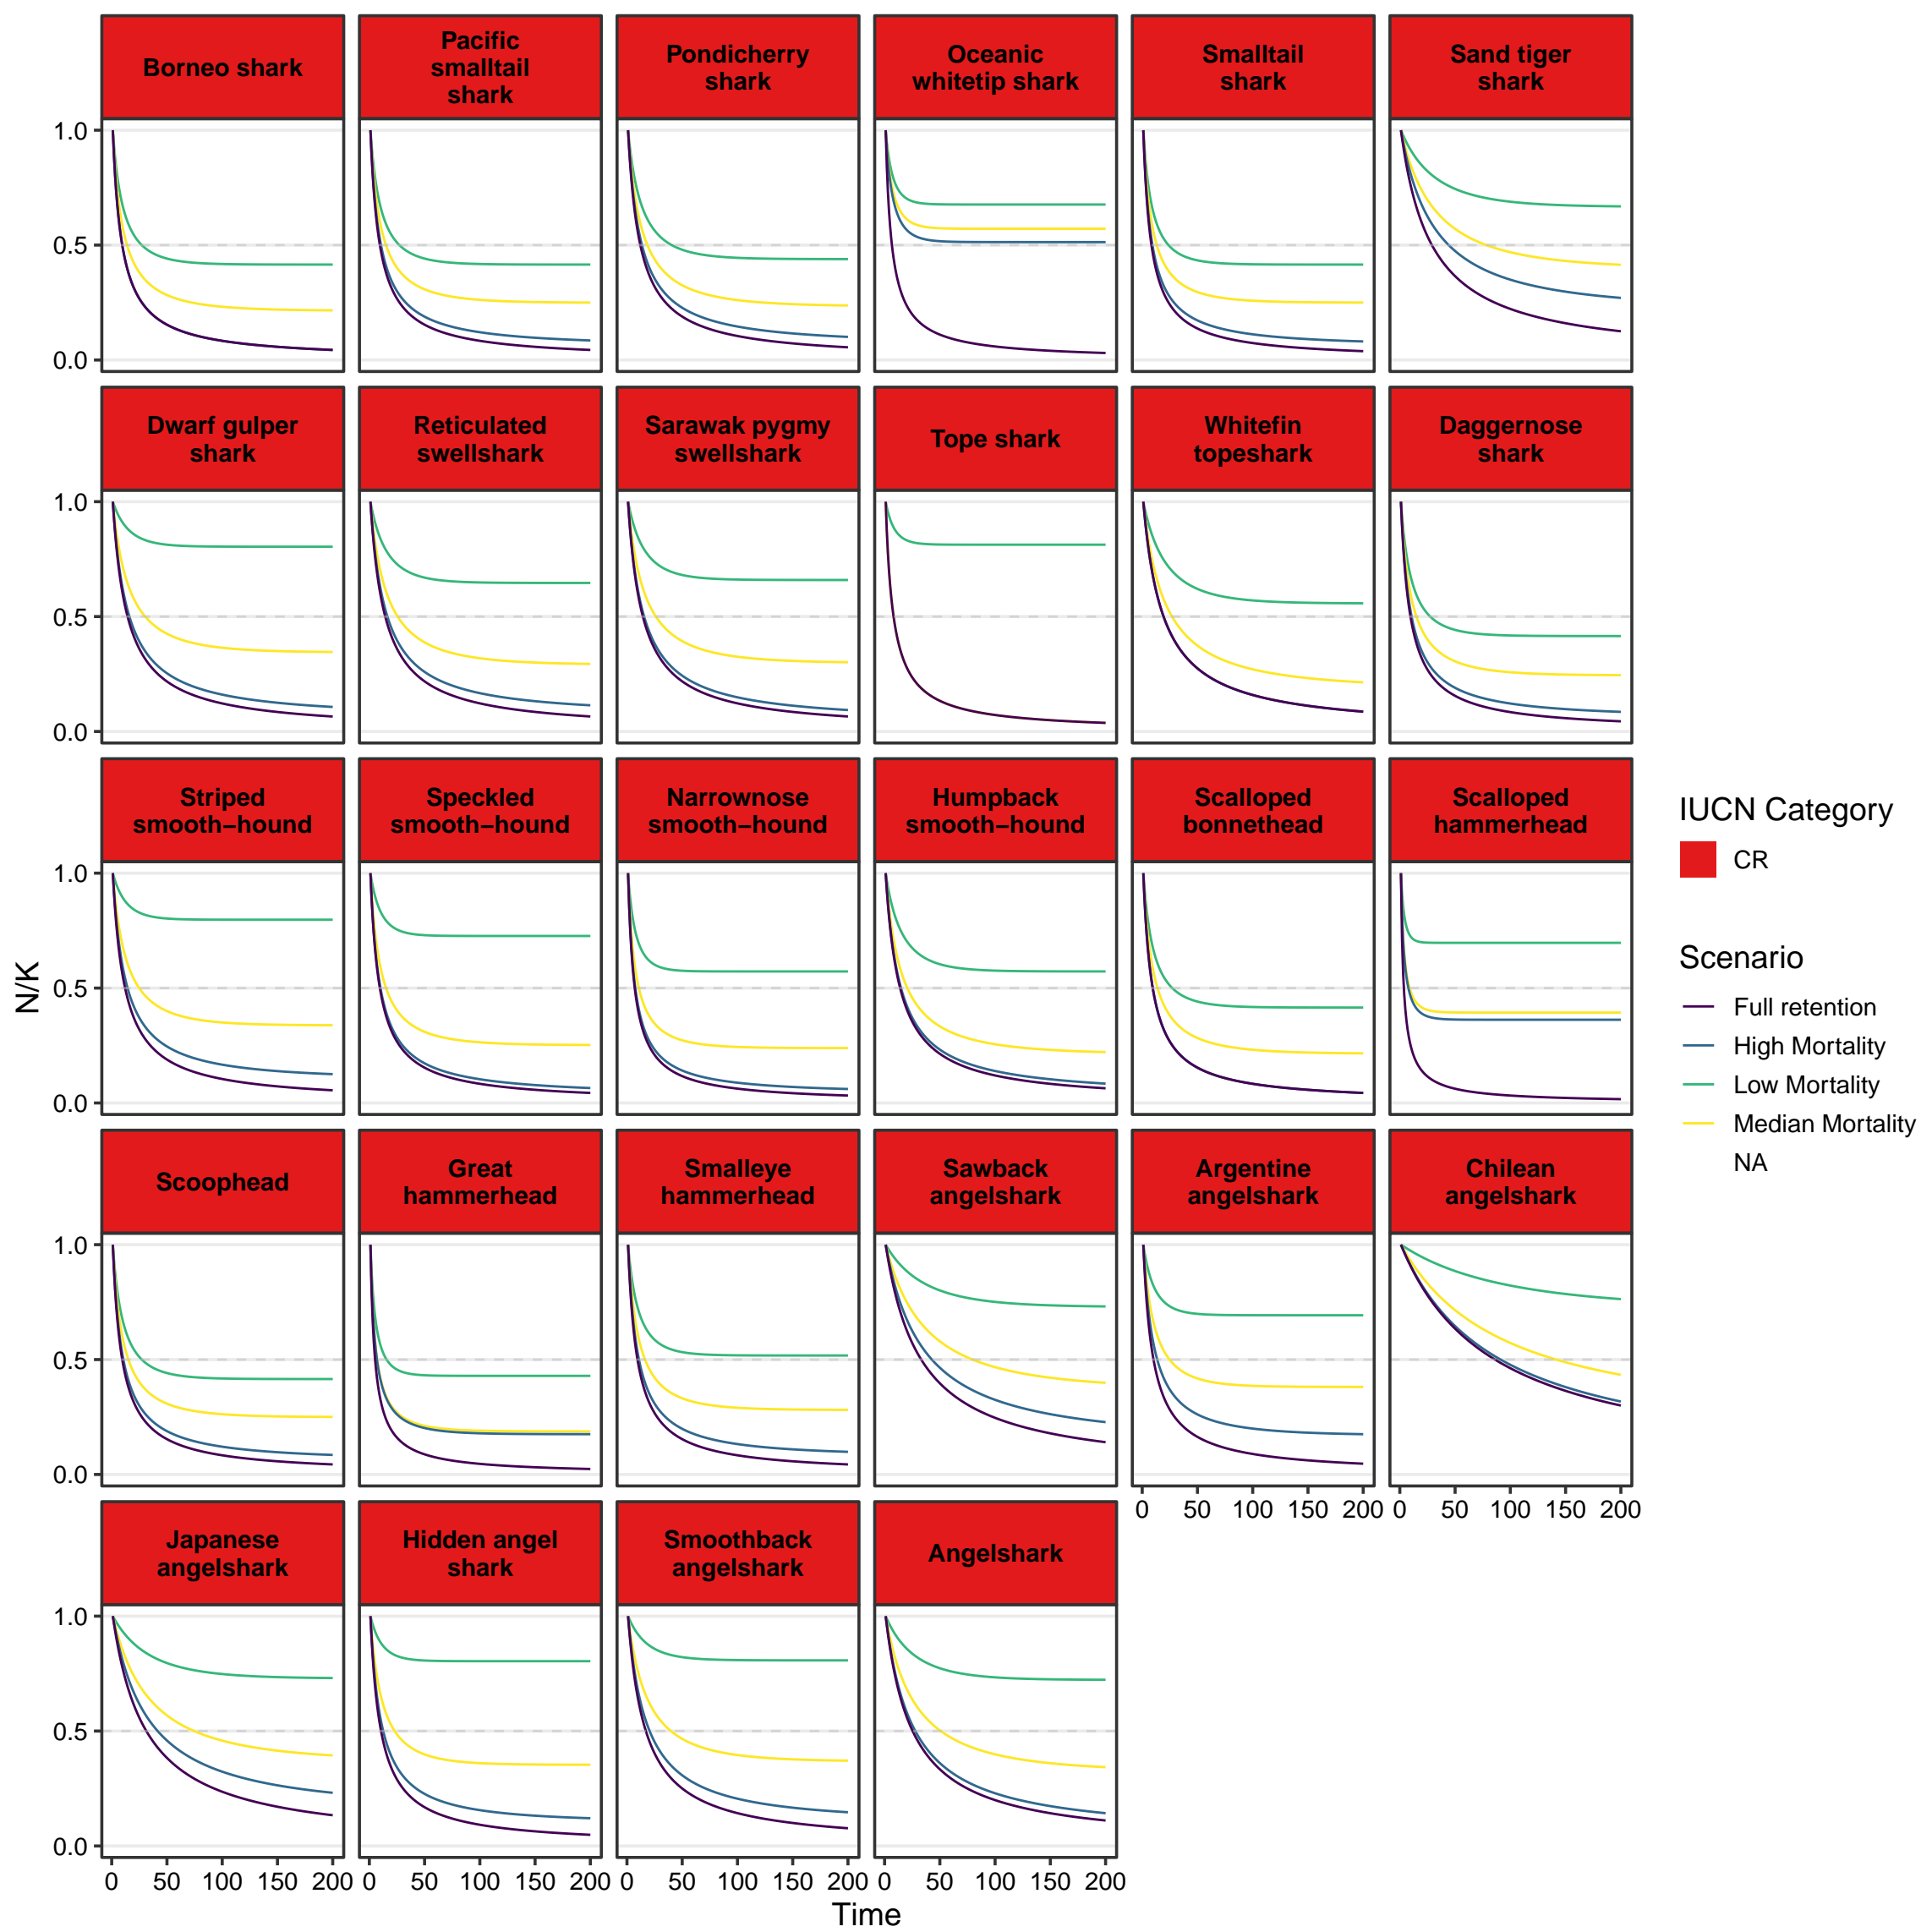 Borneo shark
Pacific
smalltail
shark
Pondicherry
shark
Oceanic
whitetip shark
Smalltail
shark
Sand tiger
shark
1.0
0.5
0.0
Dwarf gulper
shark
Reticulated
swellshark
Sarawak pygmy
swellshark
Tope shark
Whitefin
topeshark
Daggernose
shark
1.0
0.5
0.0
Striped
smooth−hound
Speckled
smooth−hound
Narrownose
smooth−hound
Humpback
smooth−hound
Scalloped
bonnethead
Scalloped
hammerhead
1.0
0.5
0.0
N/K
Scoophead
Great
hammerhead
Smalleye
hammerhead
Sawback
angelshark
Argentine
angelshark
Chilean
angelshark
1.0
0.5
0.0
0 50 100 150 200
0 50 100 150 200
Japanese
angelshark
Hidden angel
shark
Smoothback
angelshark
Angelshark
1.0
0.5
0.0
0 50 100 150 200
0 50 100 150 200
0 50 100 150 200
0 50 100 150 200
Time
IUCN Category
CR
Scenario
Full retention
High Mortality
Low Mortality
Median Mortality
NA